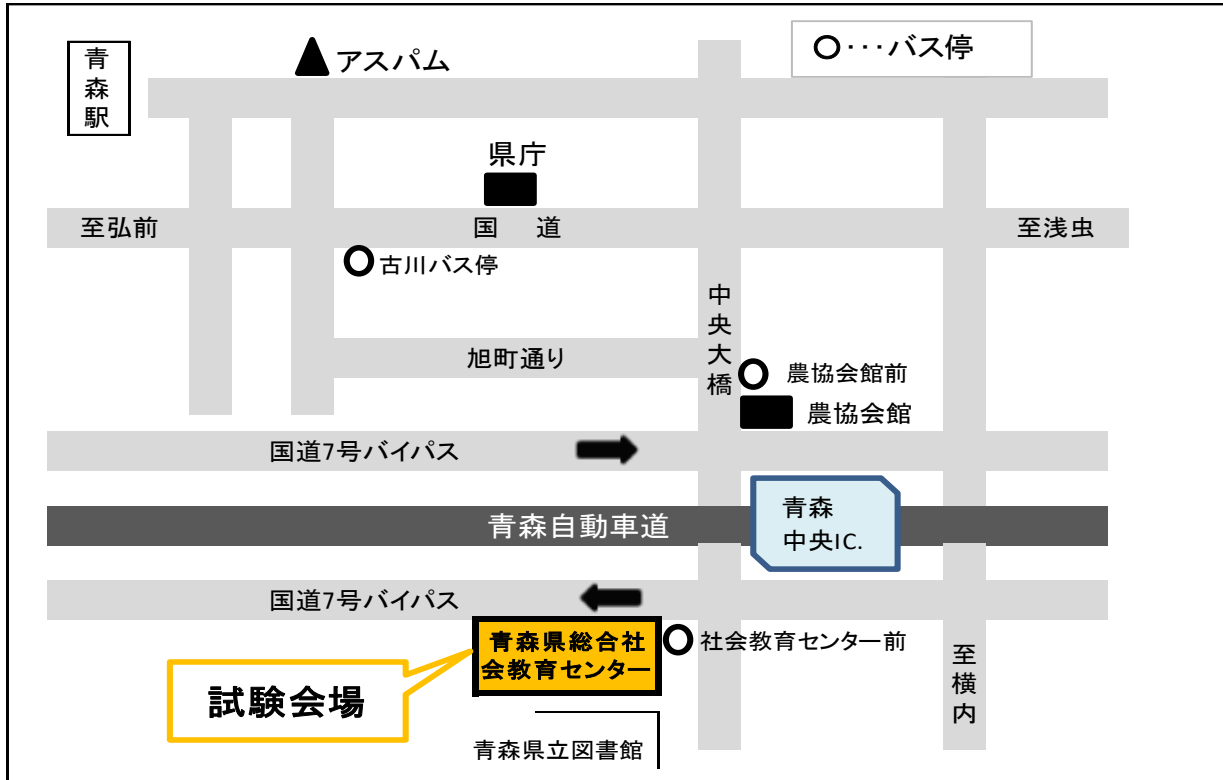 青森駅
アスパム
○・・・バス停
県庁
至弘前
国 道
至浅虫
古川バス停
中央大橋
旭町通り
農協会館前
農協会館
国道7号バイパス
青森自動車道
青森
中央IC.
国道7号バイパス
青森県総合社
会教育センター
社会教育センター前
至横内
試験会場
青森県立図書館